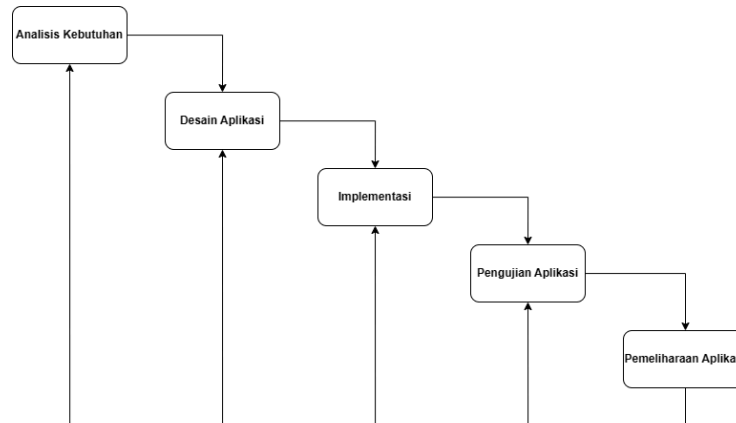 Analisis Kebutuhan
Desain Aplikasi
Implementasi
Pengujian Aplikasi
Pemeliharaan Aplika